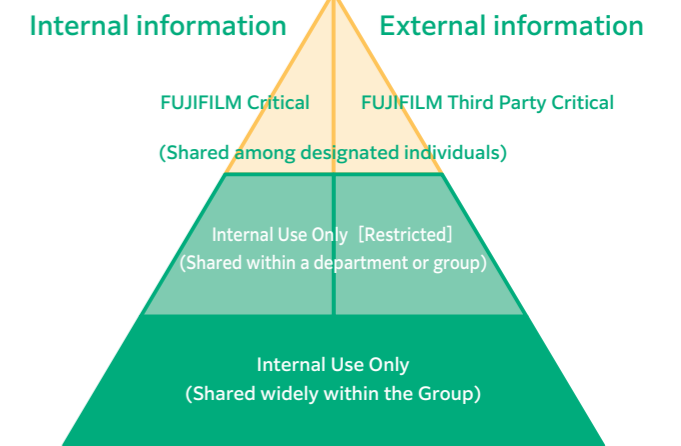 Internal information
External information
FUJIFILM Critical
FUJIFILM Third Party Critical
(Shared among designated individuals)
Internal Use Only [Restricted]
(Shared within a department or group)
Internal Use Only
(Shared widely within the Group)